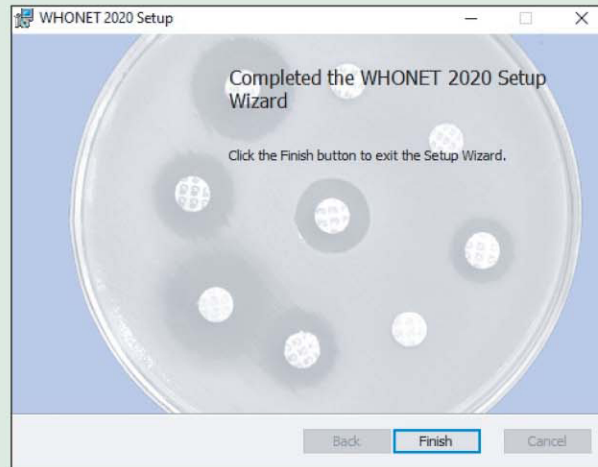 WHONET 2020 Setup
Completed the WHONET 2020 Setup
Wizard
Click the Finish button to exit the Setup Wizard.
Back
Finish
Cancel